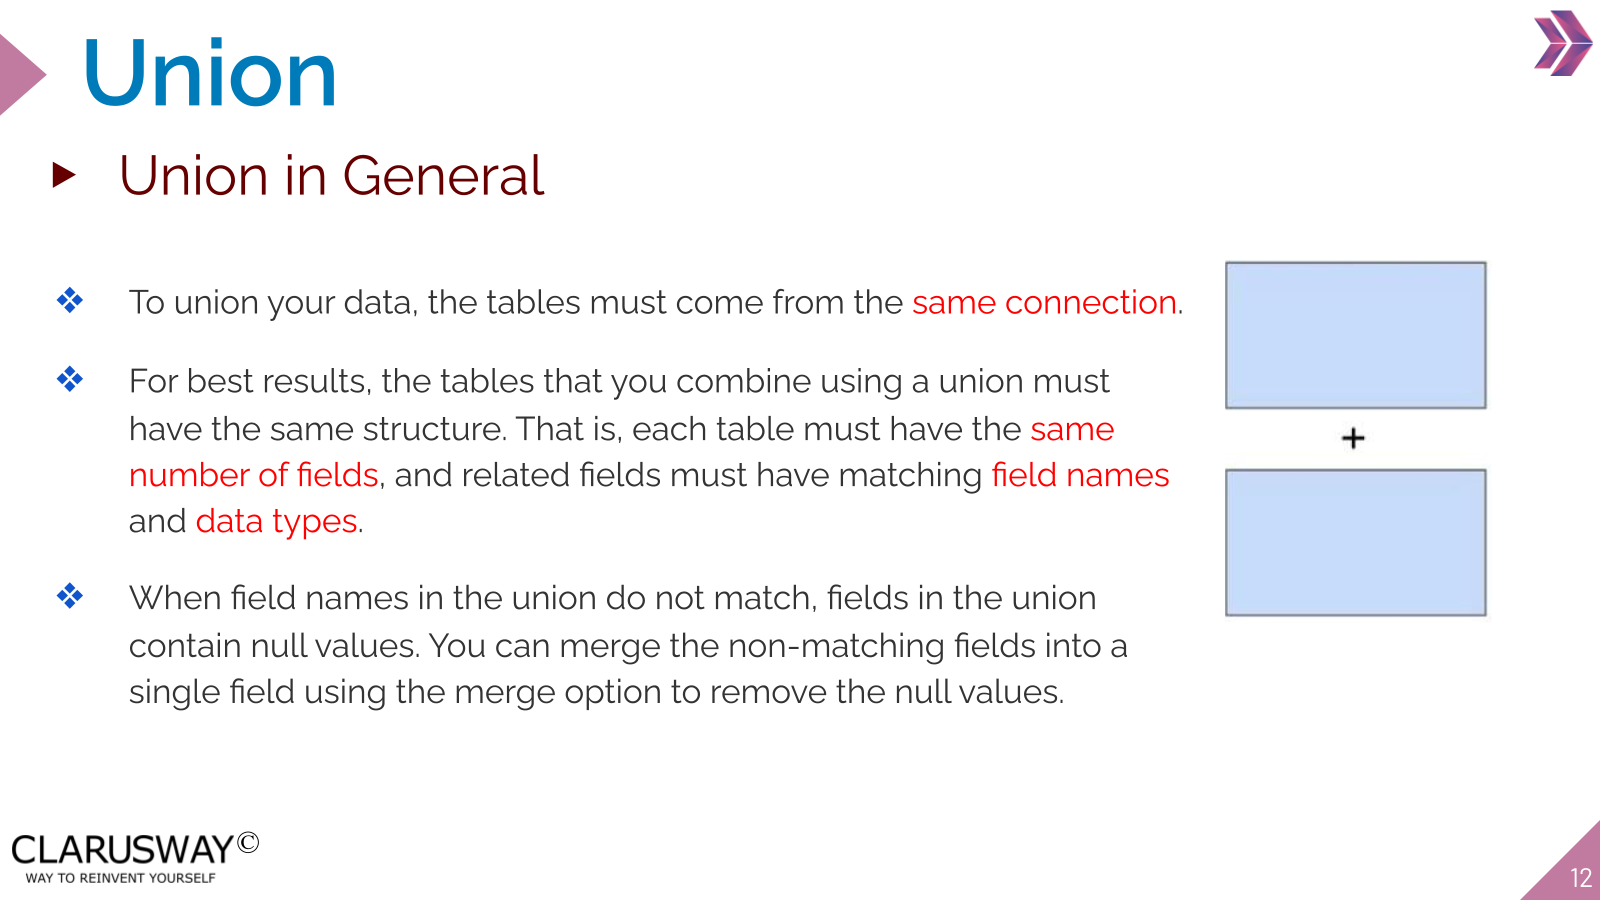 Union
Union in General
To union your data, the tables must come from the same connection.
For best results, the tables that you combine using a union must
have the same structure. That is, each table must have the same
number of fields, and related fields must have matching field names
and data types.
When field names in the union do not match, fields in the union
contain null values. You can merge the non-matching fields into a
single field using the merge option to remove the null values.
+
CLARUSWAY©
WAY TO REINVENT YOURSELF
12